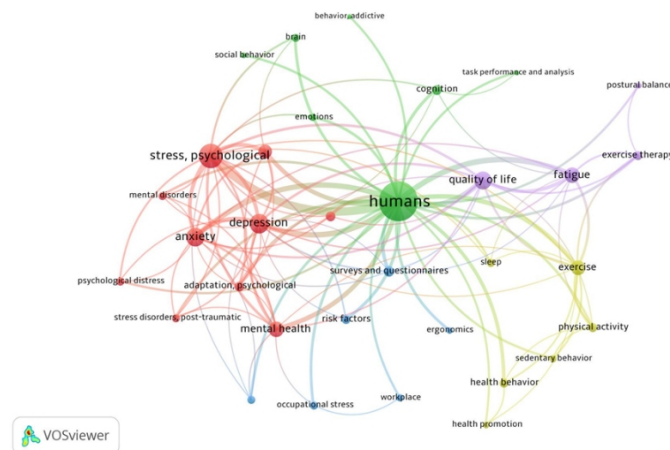 behavior, addictive
brain
social behavior
task performance and analysis
cognition
postural balance
emotions
stress, psychological
exercise therapy
quality of life
fatigue
mental disorders
humans
depression
anxiety
surveys and questionnaires
sleep
exercise
psychological distress
adaptation, psychological
stress disorders, post-traumatic
risk factors
mental health
ergonomics
physical activity
sedentary behavior
health behavior
occupational stress
workplace
health promotion
VOSviewer